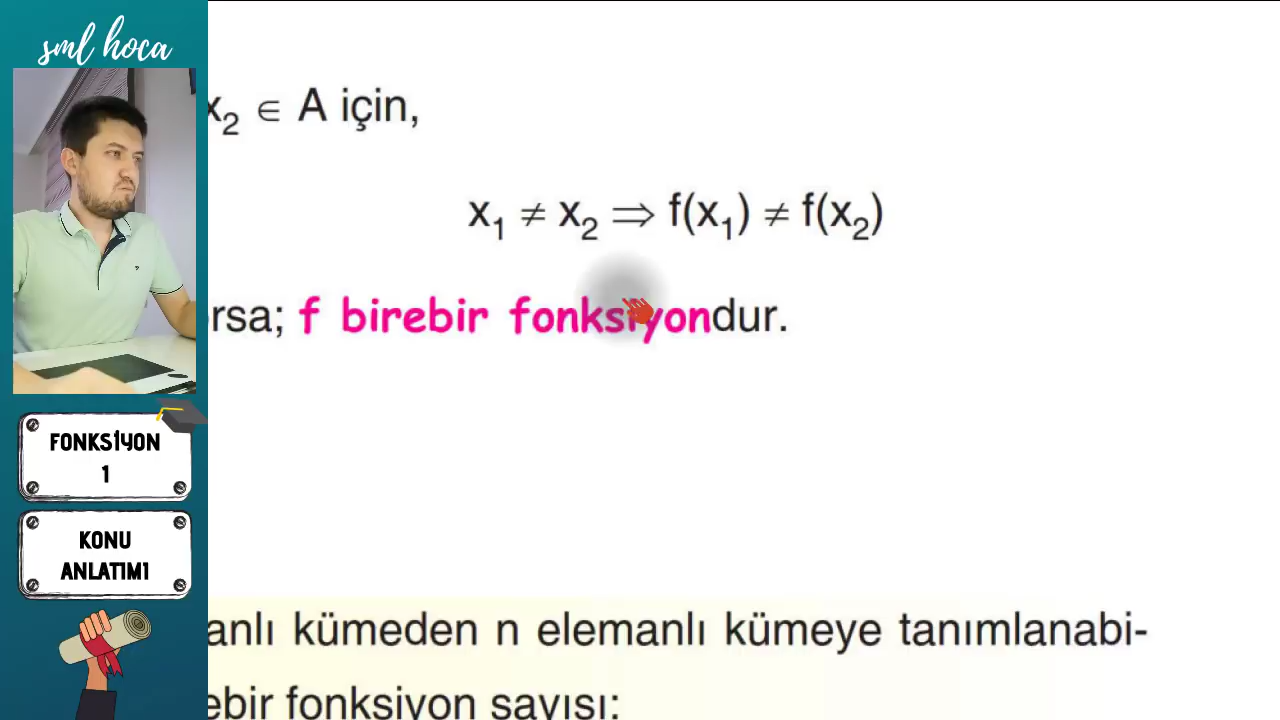 sml hoca
x2 ∈ A için,
x1 ≠ x2 ⇒ f(x1) ≠ f(x2)
rsa; f birebir fonksiyondur.
FONKSİYON
1
KONU
ANLATIMI
anlı kümeden n elemanlı kümeye tanımlanabi-
ebir fonksiyon sayısı: